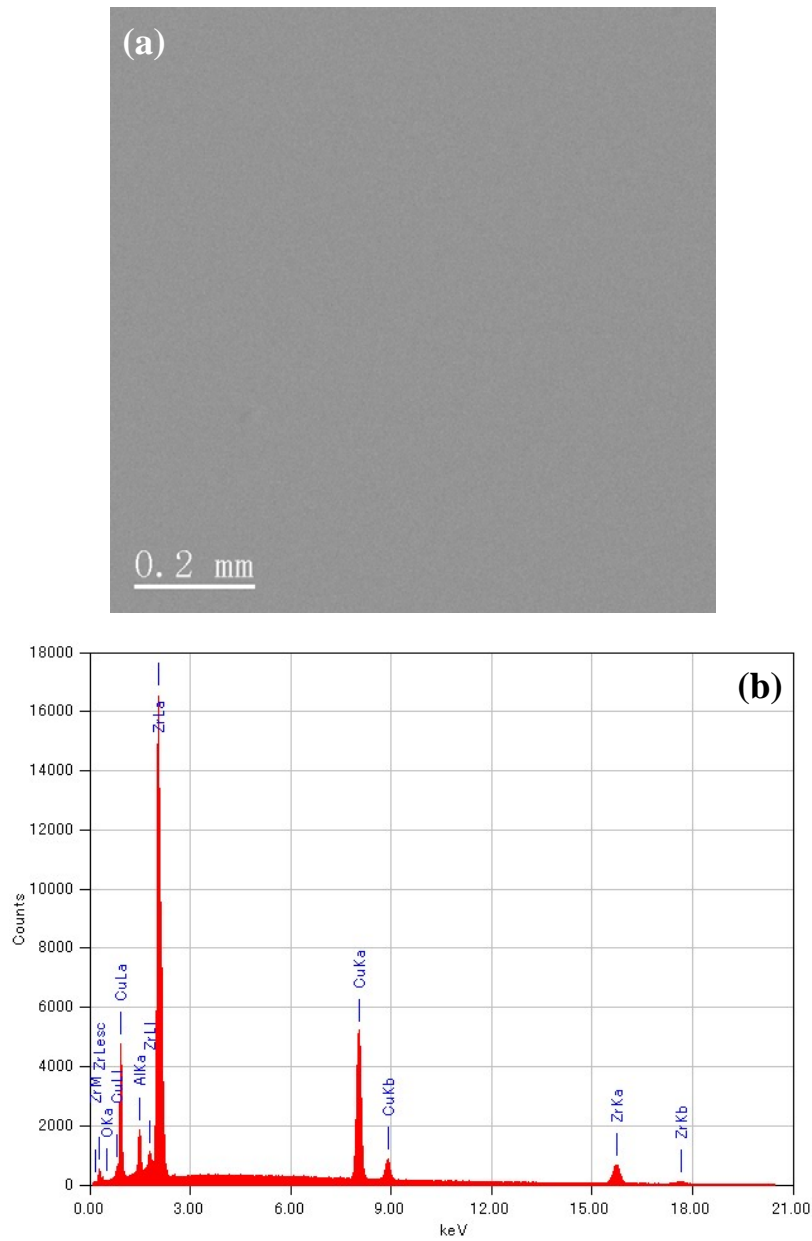 (a)
0.2 mm
(b)
18000
16000
14000
12000
10000
8000
6000
4000
2000
0
Counts
ZrM
ZrLesc
OKa
CuLl
CuLa
AlKa
ZrLl
ZrLa
CuKa
CuKb
ZrKa
ZrKb
0.00 3.00 6.00 9.00 12.00 15.00 18.00 21.00
keV